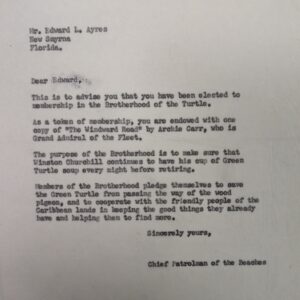 Mr. Edward L. Ayres
New Smyrna
Florida.
Dear Edward,
This is to advise you that you have been elected to
membership in the Brotherhood of the Turtle.
As a token of membership, you are endowed with one
copy of "The Windward Road" by Archie Carr, who is
Grand Admiral of the Fleet.
The purpose of the Brotherhood is to make sure that
Winston Churchill continues to have his cup of Green
Turtle soup every night before retiring.
Members of the Brotherhood pledge themselves to save
the Green Turtle from passing the way of the wood
pigeon, and to cooperate with the friendly people of the
Caribbean lands in keeping the good things they already
have and helping them to find more.
Sincerely yours,
Chief Patrolman of the Beaches